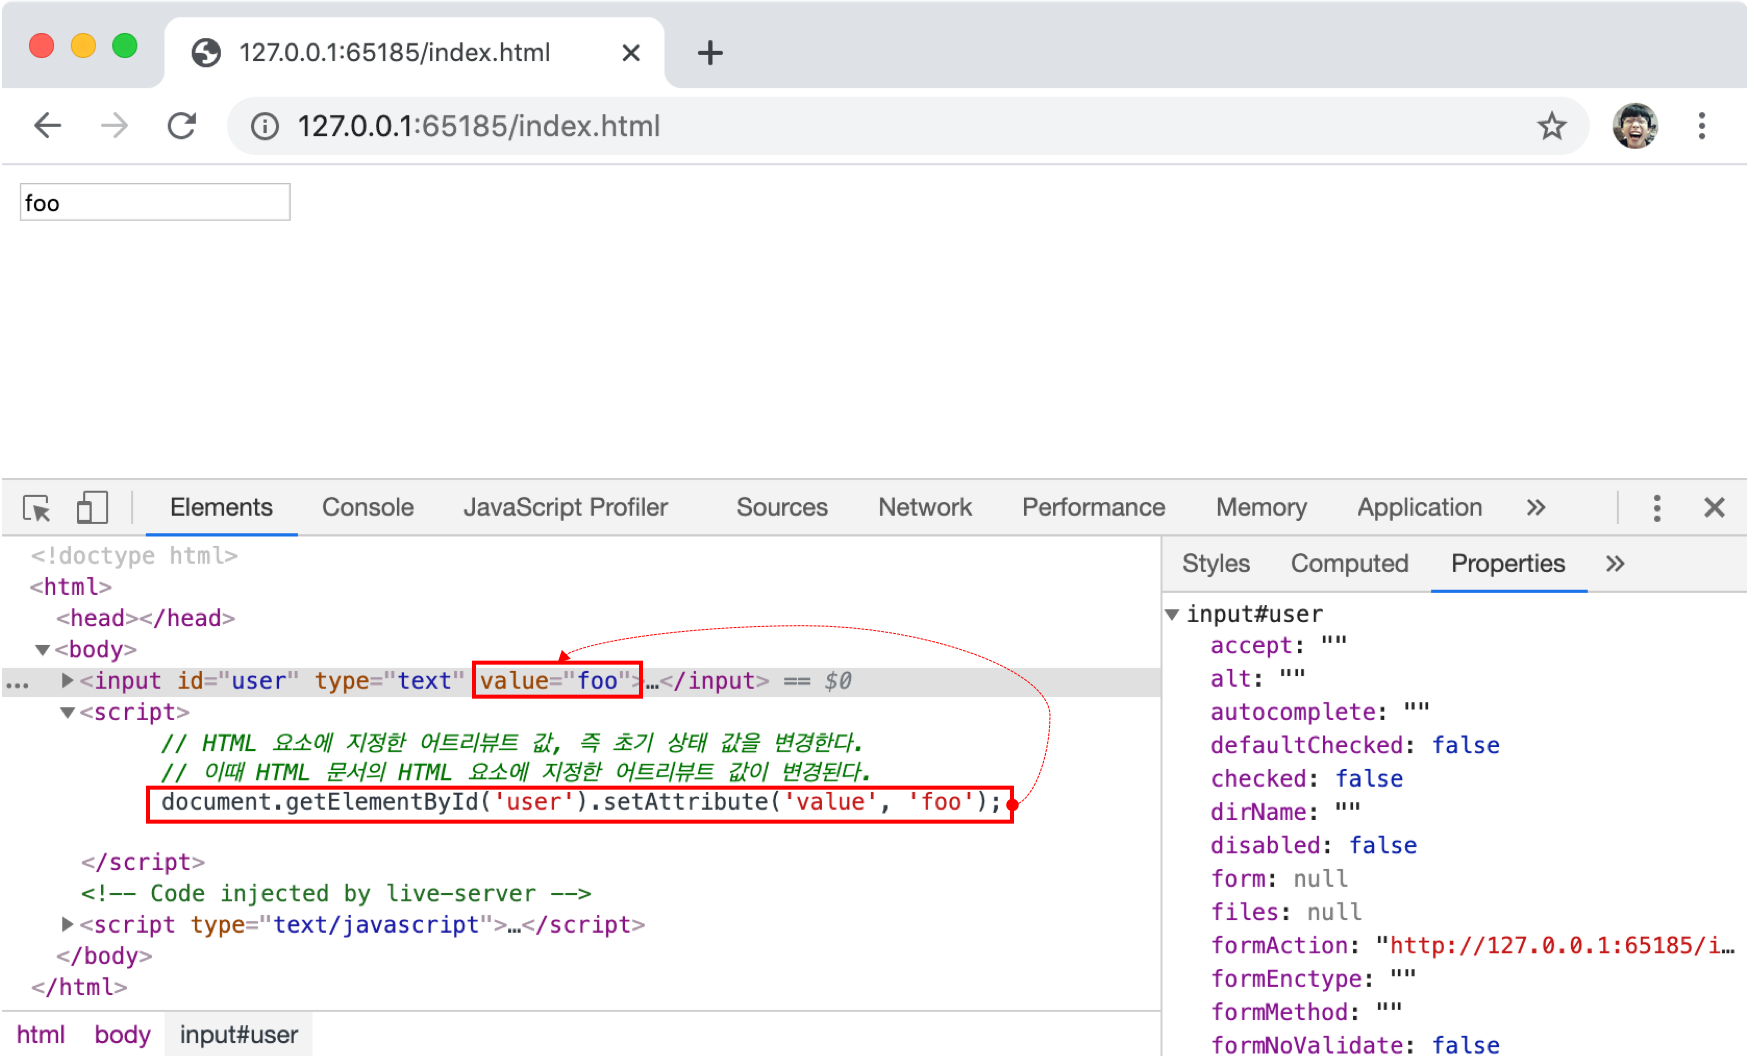 127.0.0.1:65185/index.html
127.0.0.1:65185/index.html
foo
Elements Console JavaScript Profiler Sources Network Performance Memory Application »
<!doctype html>
<html>
<head></head>
<body>
… <input id="user" type="text" value="foo">…</input> == $0
<script>
// HTML 요소에 지정한 어트리뷰트 값, 즉 초기 상태 값을 변경한다.
// 이때 HTML 문서의 HTML 요소에 지정한 어트리뷰트 값이 변경된다.
document.getElementById('user').setAttribute('value', 'foo');
</script>
<!-- Code injected by live-server -->
<script type="text/javascript">…</script>
</body>
</html>
html body input#user
Styles Computed Properties »
input#user
accept: ""
alt: ""
autocomplete: ""
defaultChecked: false
checked: false
dirName: ""
disabled: false
form: null
files: null
formAction: "http://127.0.0.1:65185/i…
formEnctype: ""
formMethod: ""
formNoValidate: false